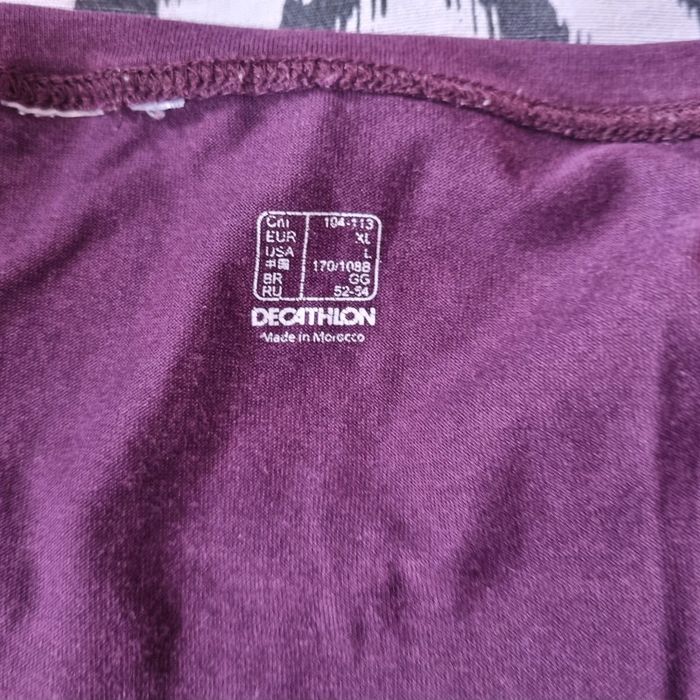 Cm 104-113
EUR XL
USA L
中国 170/108B
BR GG
RU 52-54
DECATHLON
Made in Morocco